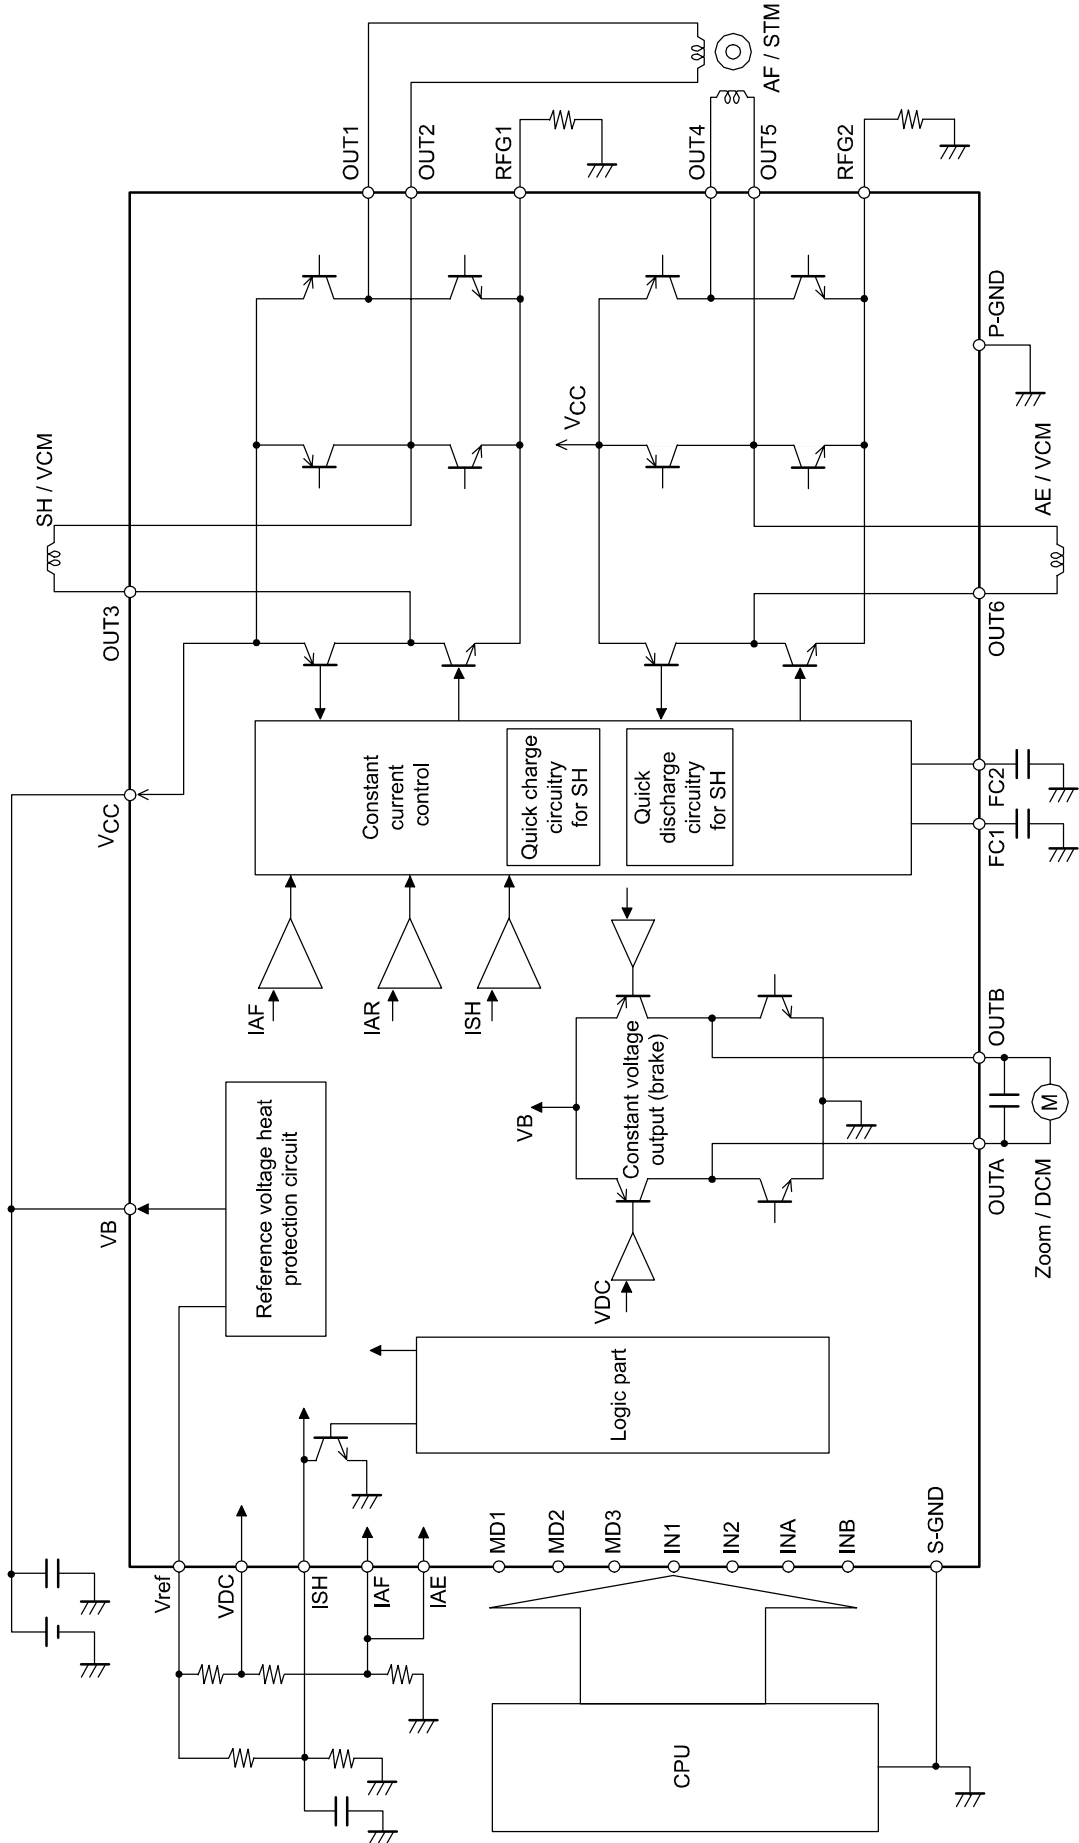 AF / STM
OUT1
OUT2
RFG1
OUT4
OUT5
RFG2
SH / VCM
VCC
P-GND
AE / VCM
OUT3
OUT6
VCC
Constant
current
control
Quick charge
circuitry
for SH
Quick
discharge
circuitry
for SH
FC2
FC1
IAF
IAR
ISH
VB
Reference voltage heat
protection circuit
VB
Constant voltage
output (brake)
VDC
OUTB
OUTA
M
Zoom / DCM
Logic part
Vref
VDC
ISH
IAF
IAE
MD1
MD2
MD3
IN1
IN2
INA
INB
S-GND
CPU